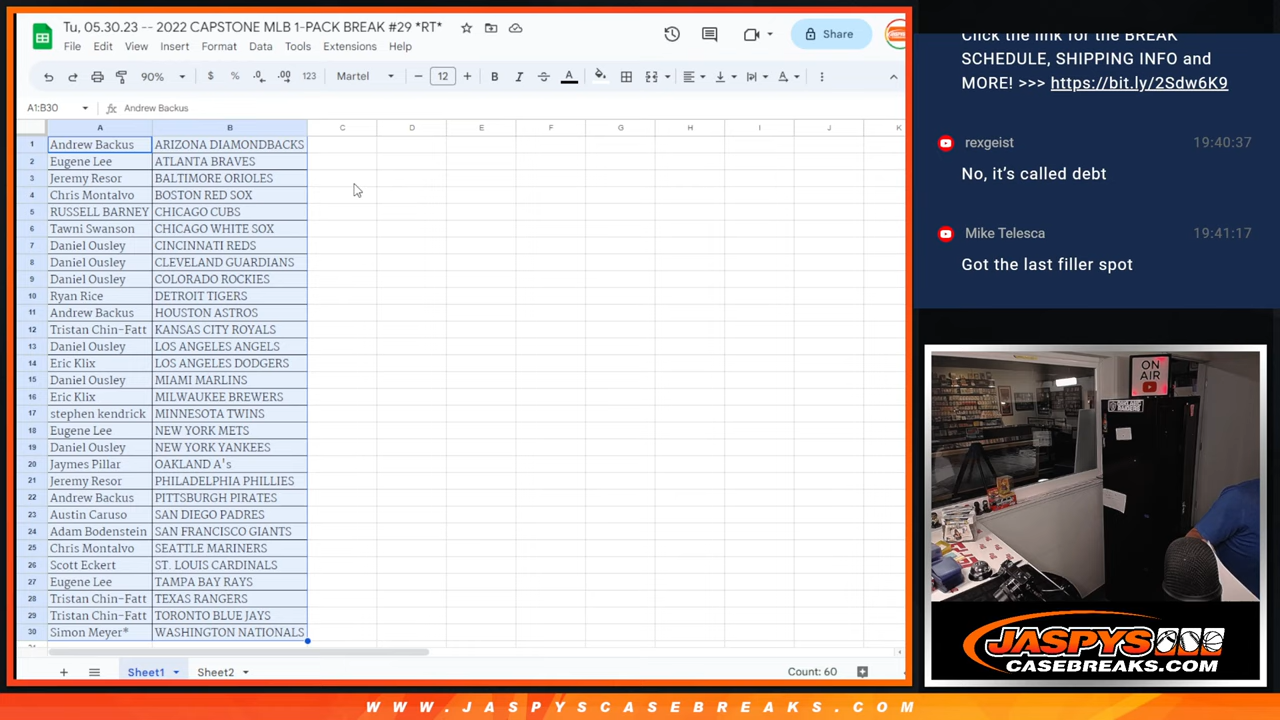 Tu, 05.30.23 -- 2022 CAPSTONE MLB 1-PACK BREAK #29 *RT*
File Edit View Insert Format Data Tools Extensions Help
Share
90% $ % .0 .00 123 Martel 12
A1:B30 fx Andrew Backus
A B C D E F G H I J K
1 Andrew Backus ARIZONA DIAMONDBACKS
2 Eugene Lee ATLANTA BRAVES
3 Jeremy Resor BALTIMORE ORIOLES
4 Chris Montalvo BOSTON RED SOX
5 RUSSELL BARNEY CHICAGO CUBS
6 Tawni Swanson CHICAGO WHITE SOX
7 Daniel Ousley CINCINNATI REDS
8 Daniel Ousley CLEVELAND GUARDIANS
9 Daniel Ousley COLORADO ROCKIES
10 Ryan Rice DETROIT TIGERS
11 Andrew Backus HOUSTON ASTROS
12 Tristan Chin-Fatt KANSAS CITY ROYALS
13 Daniel Ousley LOS ANGELES ANGELS
14 Eric Klix LOS ANGELES DODGERS
15 Daniel Ousley MIAMI MARLINS
16 Eric Klix MILWAUKEE BREWERS
17 stephen kendrick MINNESOTA TWINS
18 Eugene Lee NEW YORK METS
19 Daniel Ousley NEW YORK YANKEES
20 Jaymes Pillar OAKLAND A's
21 Jeremy Resor PHILADELPHIA PHILLIES
22 Andrew Backus PITTSBURGH PIRATES
23 Austin Caruso SAN DIEGO PADRES
24 Adam Bodenstein SAN FRANCISCO GIANTS
25 Chris Montalvo SEATTLE MARINERS
26 Scott Eckert ST. LOUIS CARDINALS
27 Eugene Lee TAMPA BAY RAYS
28 Tristan Chin-Fatt TEXAS RANGERS
29 Tristan Chin-Fatt TORONTO BLUE JAYS
30 Simon Meyer* WASHINGTON NATIONALS
Sheet1 Sheet2 Count: 60
Click the link for the BREAK
SCHEDULE, SHIPPING INFO and
MORE! >>> https://bit.ly/2Sdw6K9
rexgeist 19:40:37
No, it's called debt
Mike Telesca 19:41:17
Got the last filler spot
ON
AIR
JASPYS
CASEBREAKS.COM
WWW.JASPYSCASEBREAKS.COM